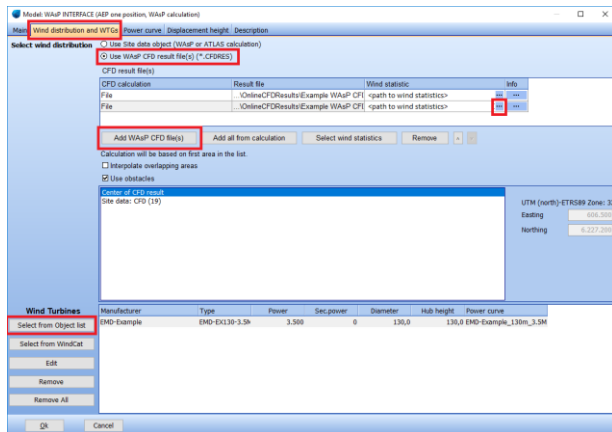 Model: WAsP INTERFACE (AEP one position, WAsP calculation)
Main Wind distribution and WTGs Power curve Displacement height Description
Select wind distribution
Use Site data object (WAsP or ATLAS calculation)
Use WAsP CFD result file(s) (*.CFDRES)
CFD result file(s)
CFD calculation Result file Wind statistic Info
File ...\OnlineCFDResults\Example WAsP CFI <path to wind statistics> ... ...
File ...\OnlineCFDResults\Example WAsP CFI <path to wind statistics> ... ...
Add WAsP CFD file(s) Add all from calculation Select wind statistics Remove
Calculation will be based on first area in the list.
Interpolate overlapping areas
Use obstacles
Center of CFD result
Site data: CFD (19)
UTM (north)-ETRS89 Zone: 3
Easting 606.500
Northing 6.227.200
Wind Turbines
Manufacturer Type Power Sec.power Diameter Hub height Power curve
EMD-Example EMD-EX130-3.5M 3.500 0 130,0 130,0 EMD-Example_130m_3.5M
Select from Object list
Select from WindCat
Edit
Remove
Remove All
Ok Cancel